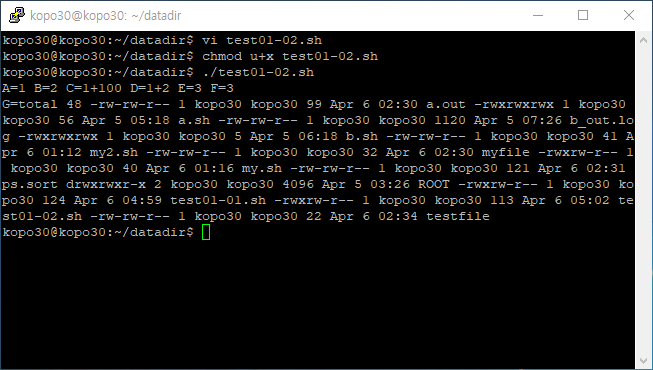 kopo30@kopo30: ~/datadir
kopo30@kopo30:~/datadir$ vi test01-02.sh
kopo30@kopo30:~/datadir$ chmod u+x test01-02.sh
kopo30@kopo30:~/datadir$ ./test01-02.sh
A=1 B=2 C=1+100 D=1+2 E=3 F=3
G=total 48 -rw-rw-r-- 1 kopo30 kopo30 99 Apr 6 02:30 a.out -rwxrwxrwx 1 kopo30
kopo30 56 Apr 5 05:18 a.sh -rw-rw-r-- 1 kopo30 kopo30 1120 Apr 5 07:26 b_out.lo
g -rwxrwxrwx 1 kopo30 kopo30 5 Apr 5 06:18 b.sh -rw-rw-r-- 1 kopo30 kopo30 41 A
pr 6 01:12 my2.sh -rw-rw-r-- 1 kopo30 kopo30 32 Apr 6 02:30 myfile -rw-rw-r-- 1
 kopo30 kopo30 40 Apr 6 01:16 my.sh -rw-rw-r-- 1 kopo30 kopo30 121 Apr 6 02:31
ps.sort drwxrwxr-x 2 kopo30 kopo30 4096 Apr 5 03:26 ROOT -rwxrw-r-- 1 kopo30 ko
po30 124 Apr 6 04:59 test01-01.sh -rwxrw-r-- 1 kopo30 kopo30 113 Apr 6 05:02 te
st01-02.sh -rw-rw-r-- 1 kopo30 kopo30 22 Apr 6 02:34 testfile
kopo30@kopo30:~/datadir$